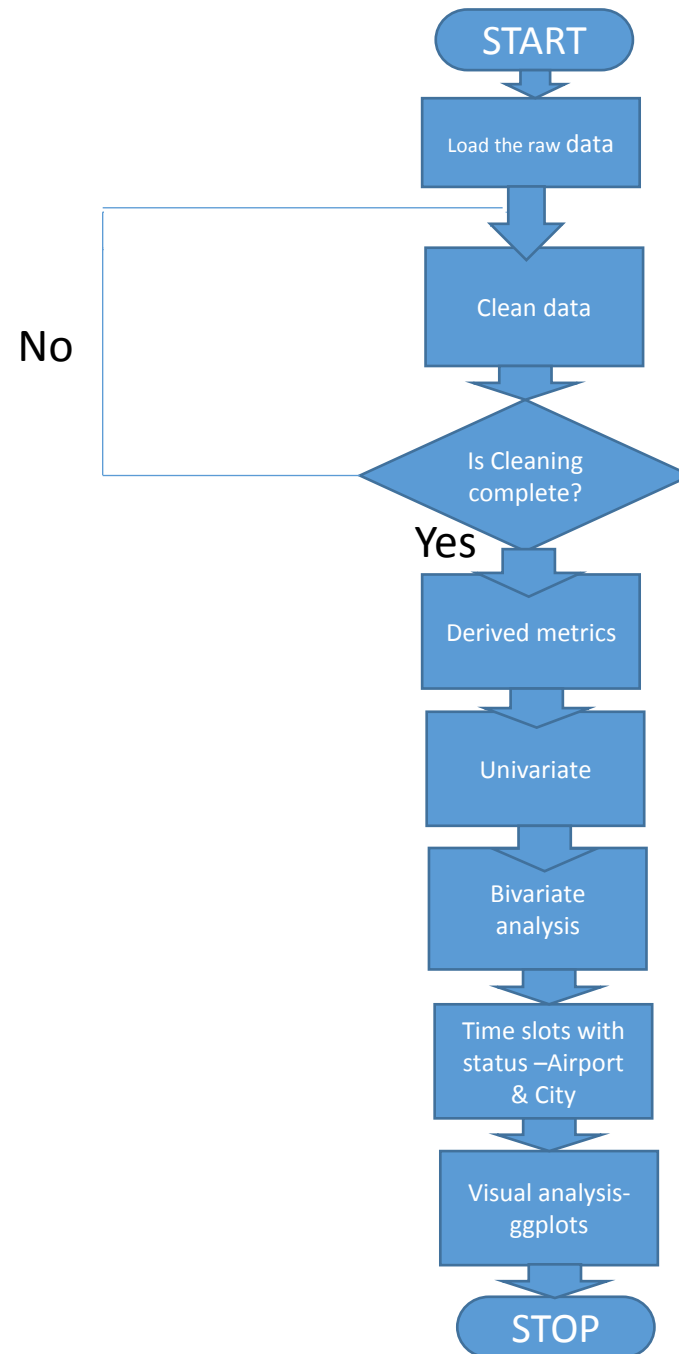 START
Load the raw data
Clean data
No
Is Cleaning
complete?
Yes
Derived metrics
Univariate
Bivariate
analysis
Time slots with
status –Airport
& City
Visual analysis-
ggplots
STOP